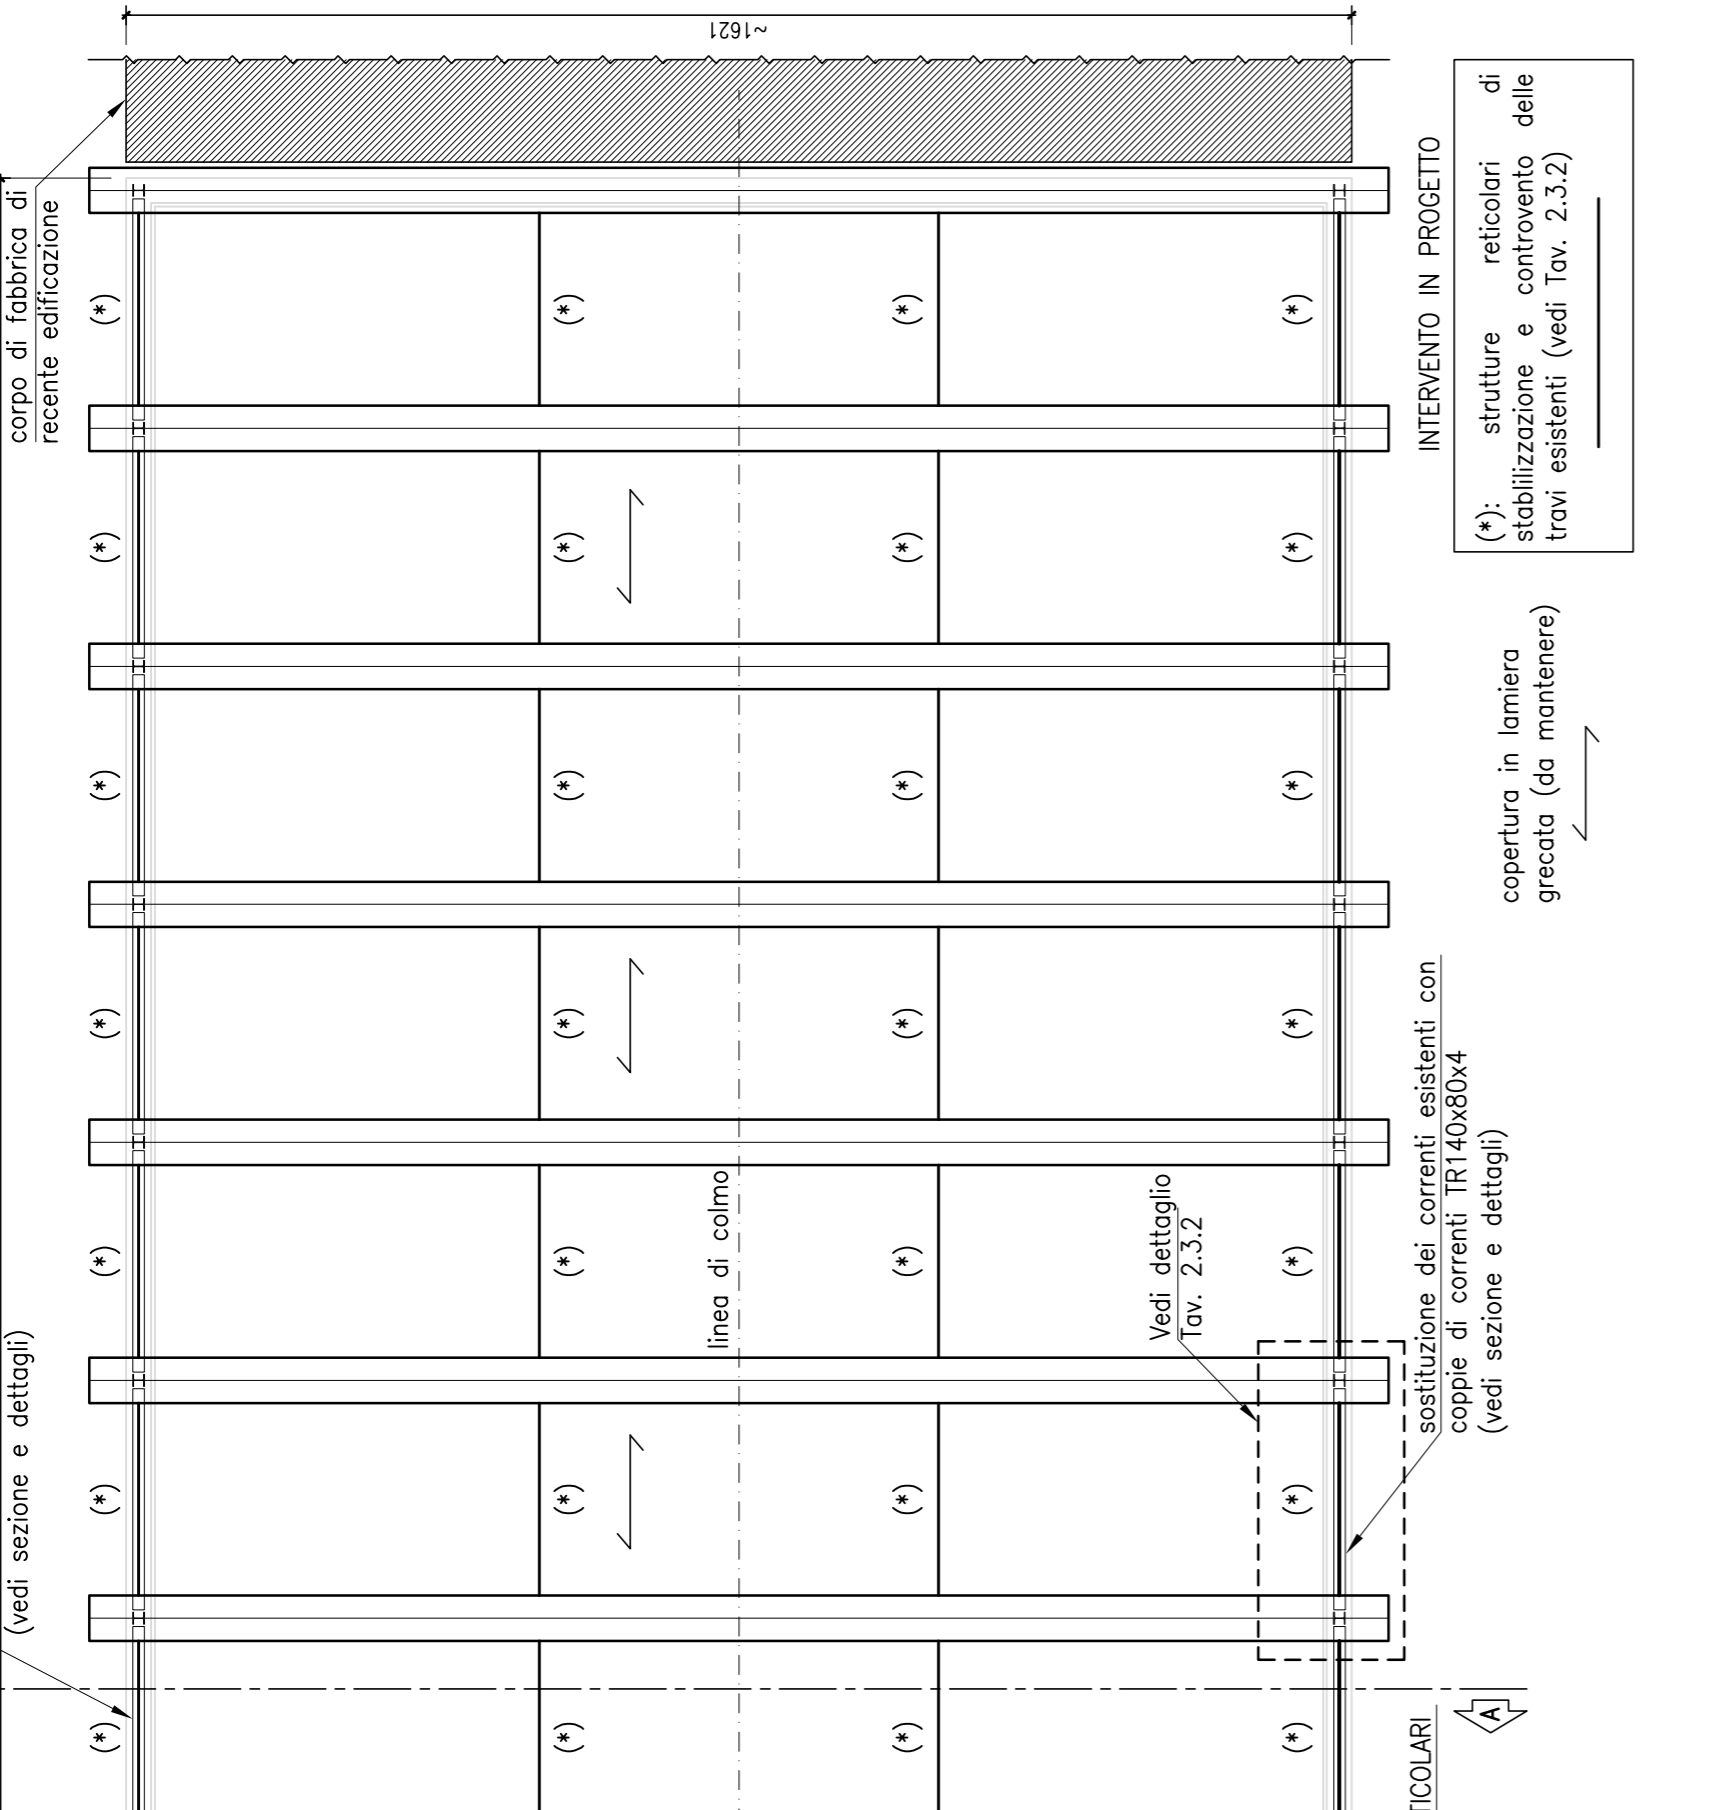 ~1621
corpo di fabbrica di
recente edificazione
INTERVENTO IN PROGETTO
(*): strutture reticolari di
stablilizzazione e controvento delle
travi esistenti (vedi Tav. 2.3.2)
(*) (*) (*) (*)
(*) (*) (*) (*)
(*) (*) (*) (*)
copertura in lamiera
grecata (da mantenere)
(*) (*) (*) (*)
linea di colmo
Vedi dettaglio
Tav. 2.3.2
sostituzione dei correnti esistenti con
coppie di correnti TR140x80x4
(vedi sezione e dettagli)
(*) (*) (*) (*)
(vedi sezione e dettagli)
(*) (*) (*) (*)
(*) (*) (*) (*)
A
TICOLARI